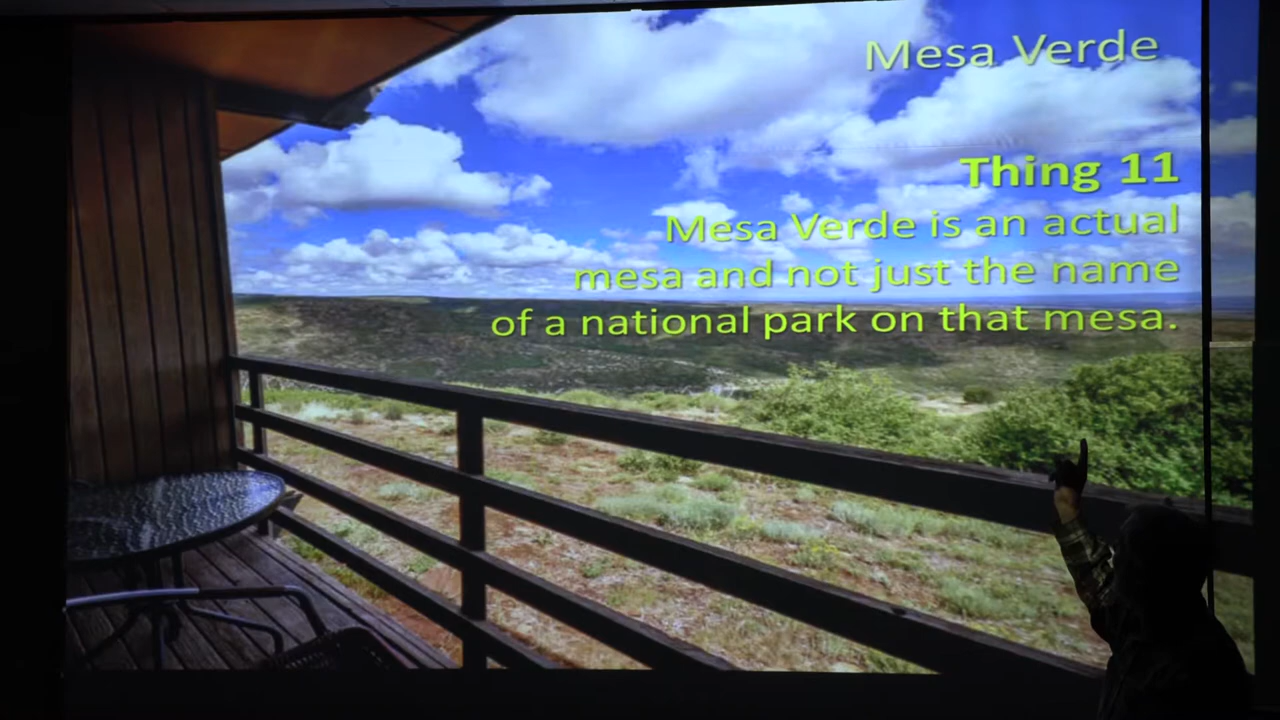 Mesa Verde
Thing 11
Mesa Verde is an actual
mesa and not just the name
of a national park on that mesa.